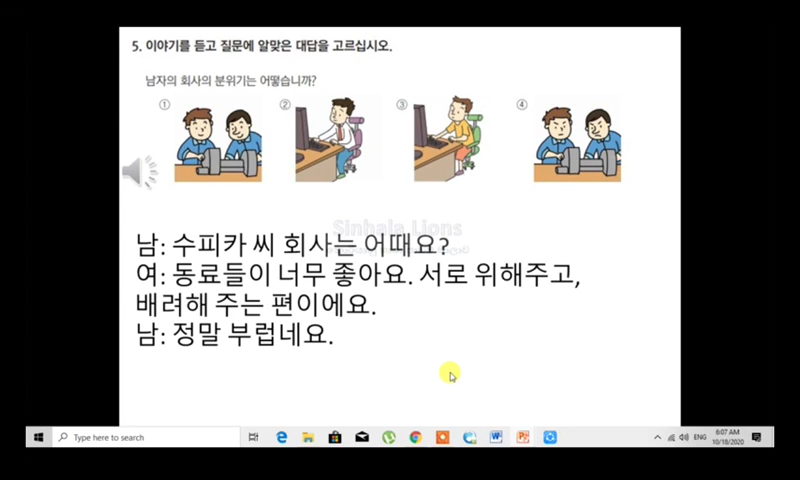 5. 이야기를 듣고 질문에 알맞은 대답을 고르십시오.
남자의 회사의 분위기는 어떻습니까?
① ② ③ ④
Sinhala Lions
남: 수피카 씨 회사는 어때요?
여: 동료들이 너무 좋아요. 서로 위해주고,
배려해 주는 편이에요.
남: 정말 부럽네요.
Type here to search
ENG
6:07 AM
10/18/2020